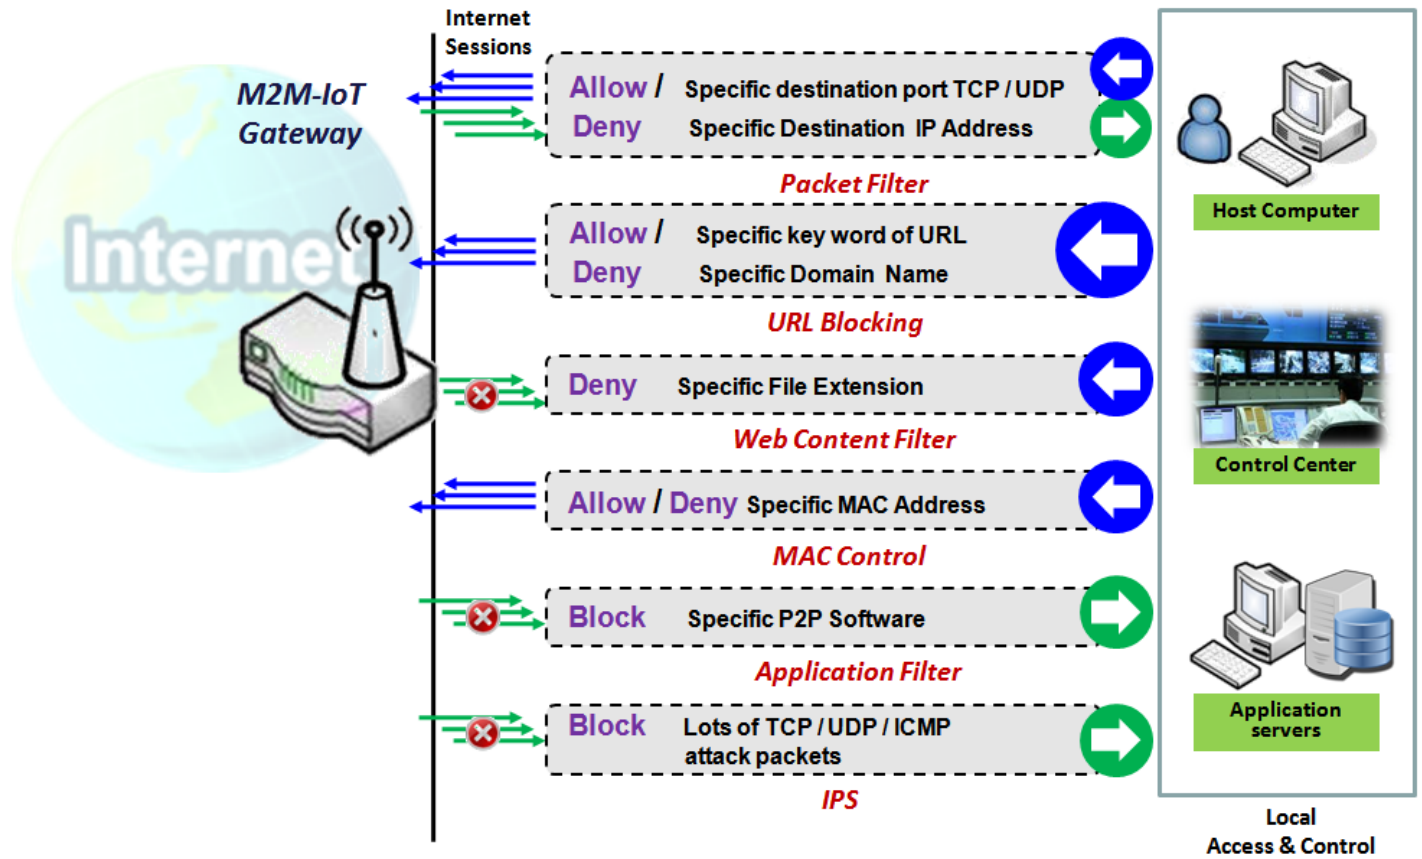 Internet
Sessions
M2M-IoT
Gateway
Internet
Allow / Specific destination port TCP / UDP
Deny Specific Destination IP Address
Packet Filter
Allow / Specific key word of URL
Deny Specific Domain Name
URL Blocking
Deny Specific File Extension
Web Content Filter
Allow / Deny Specific MAC Address
MAC Control
Block Specific P2P Software
Application Filter
Block Lots of TCP / UDP / ICMP
attack packets
IPS
Host Computer
Control Center
Application
servers
Local
Access & Control